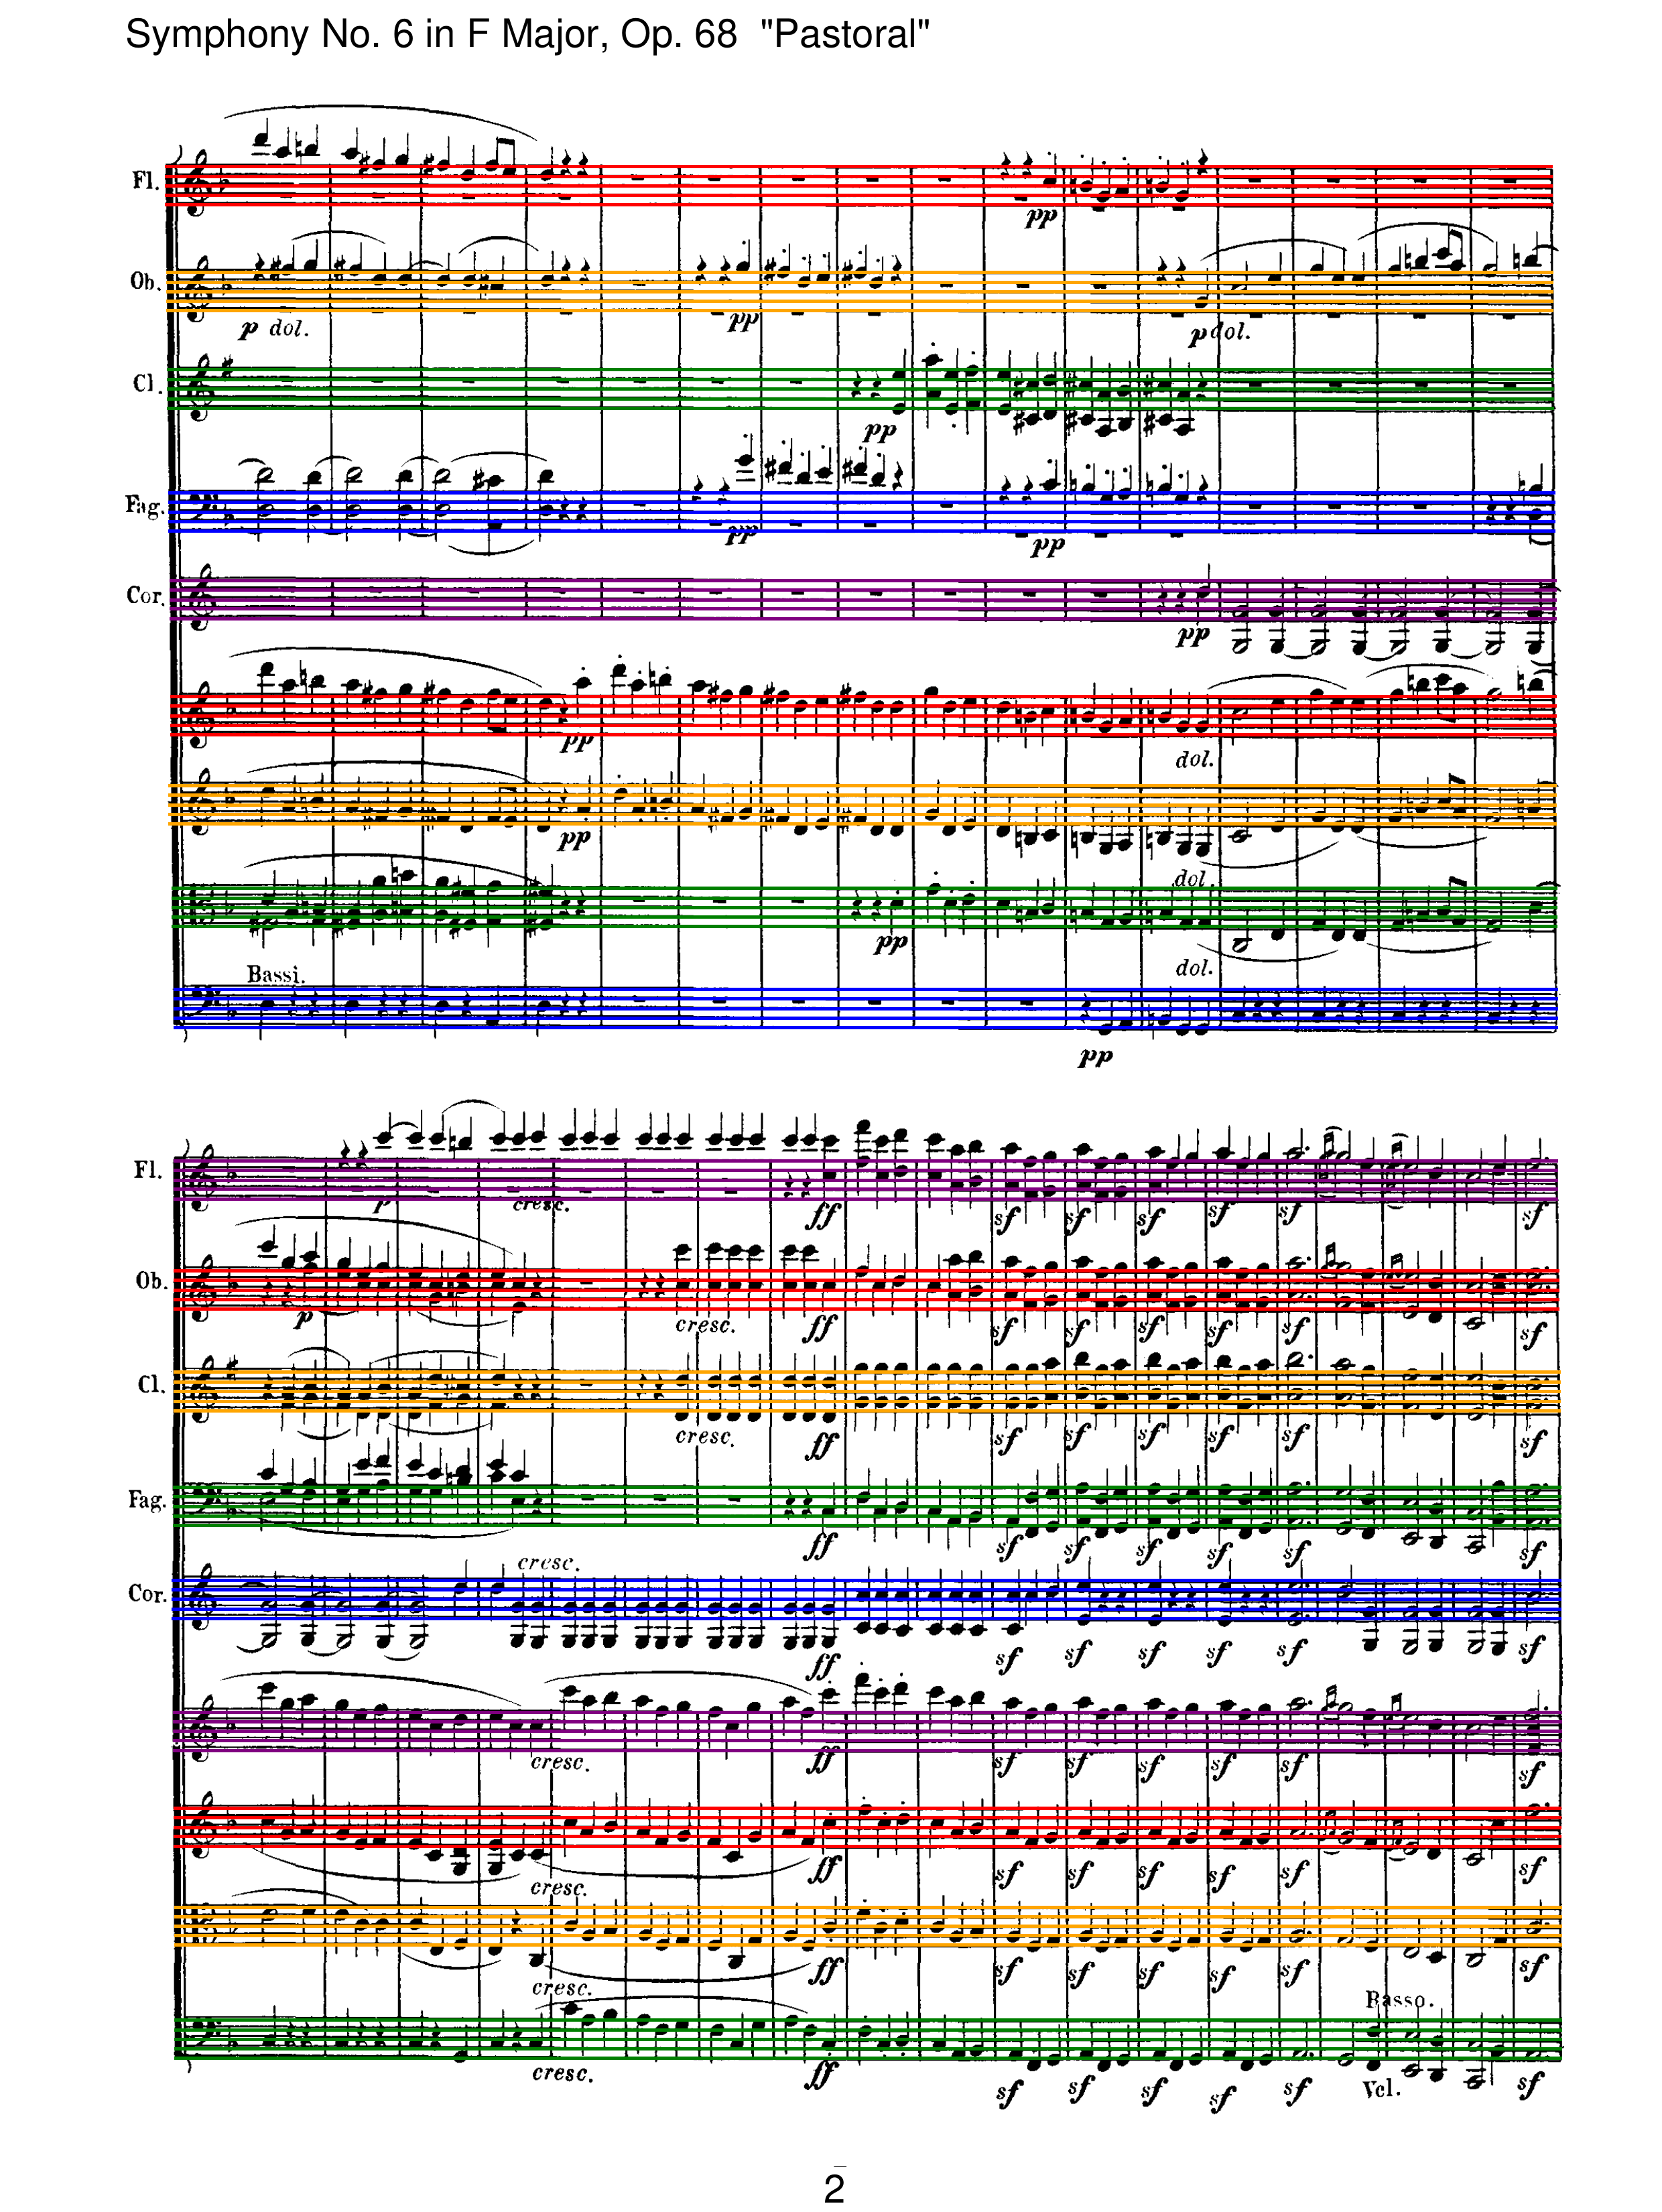 Symphony No. 6 in F Major, Op. 68 "Pastoral"
Fl.
pp
Ob.
p dol.
pp
p dol.
Cl.
pp
Fag.
pp
pp
Cor.
pp
pp
dol.
pp
dol.
pp
dol.
Bassi.
pp
Fl.
p
cresc.
ff
sf sf sf sf sf sf
Ob.
p
cresc.
ff
sf sf sf sf sf sf
Cl.
cresc.
ff
sf sf sf sf sf sf
Fag.
ff
sf sf sf sf sf sf
cresc.
Cor.
ff
sf sf sf sf sf sf
cresc.
ff
sf sf sf sf sf sf
cresc.
ff
sf sf sf sf sf sf
cresc.
ff
sf sf sf sf sf sf
Basso.
cresc.
ff
sf sf sf sf sf
Vcl.
sf
2